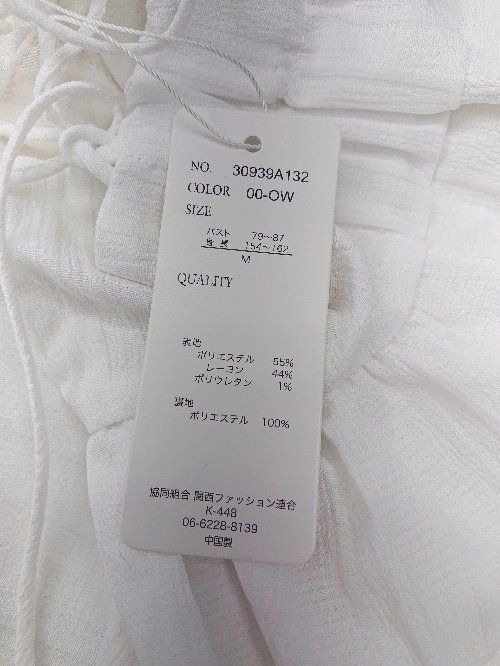 NO. 30939A132
COLOR 00-OW
SIZE
バスト 79～87
身長 154～162
M
QUALITY
表地
ポリエステル 55%
レーヨン 44%
ポリウレタン 1%
裏地
ポリエステル 100%
協同組合 関西ファッション連合
K-448
06-6228-8139
中国製